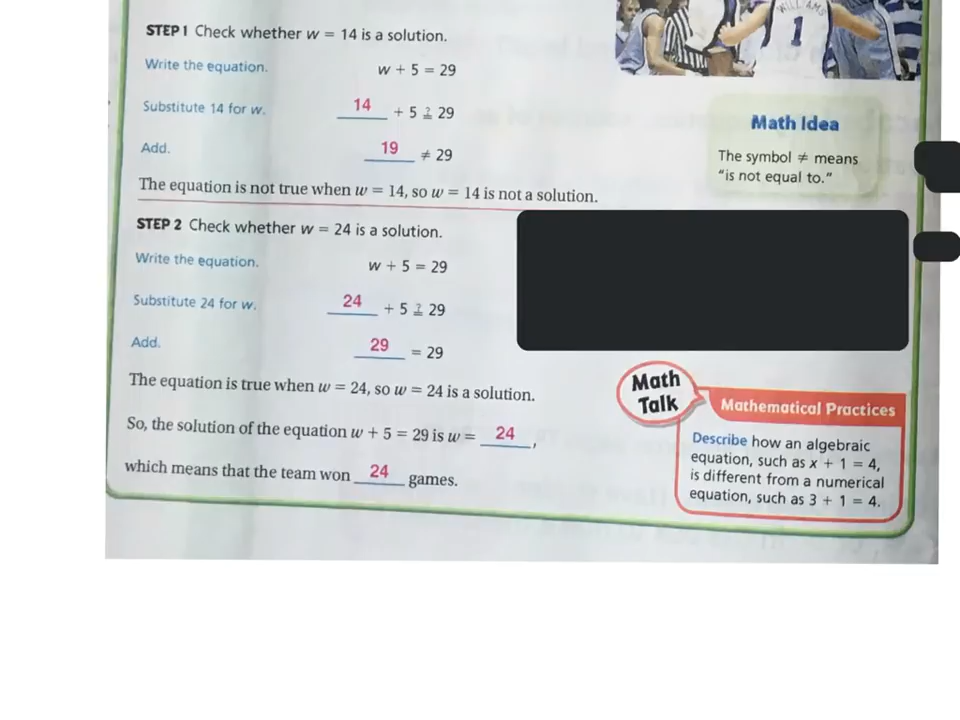 WILLIAMS
1
STEP 1 Check whether w = 14 is a solution.
Write the equation. w + 5 = 29
Substitute 14 for w. 14 + 5 ≟ 29
Add. 19 ≠ 29
The equation is not true when w = 14, so w = 14 is not a solution.
Math Idea
The symbol ≠ means
"is not equal to."
STEP 2 Check whether w = 24 is a solution.
Write the equation. w + 5 = 29
Substitute 24 for w. 24 + 5 ≟ 29
Add. 29 = 29
The equation is true when w = 24, so w = 24 is a solution.
So, the solution of the equation w + 5 = 29 is w = 24,
which means that the team won 24 games.
Math
Talk
Mathematical Practices
Describe how an algebraic
equation, such as x + 1 = 4,
is different from a numerical
equation, such as 3 + 1 = 4.